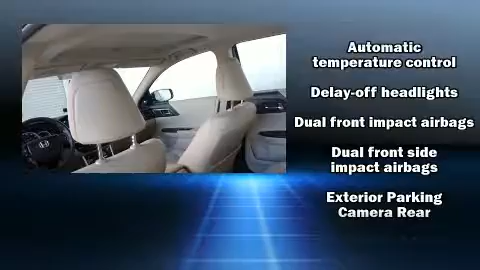 Automatic
temperature control
Delay-off headlights
Dual front impact airbags
Dual front side
impact airbags
Exterior Parking
Camera Rear